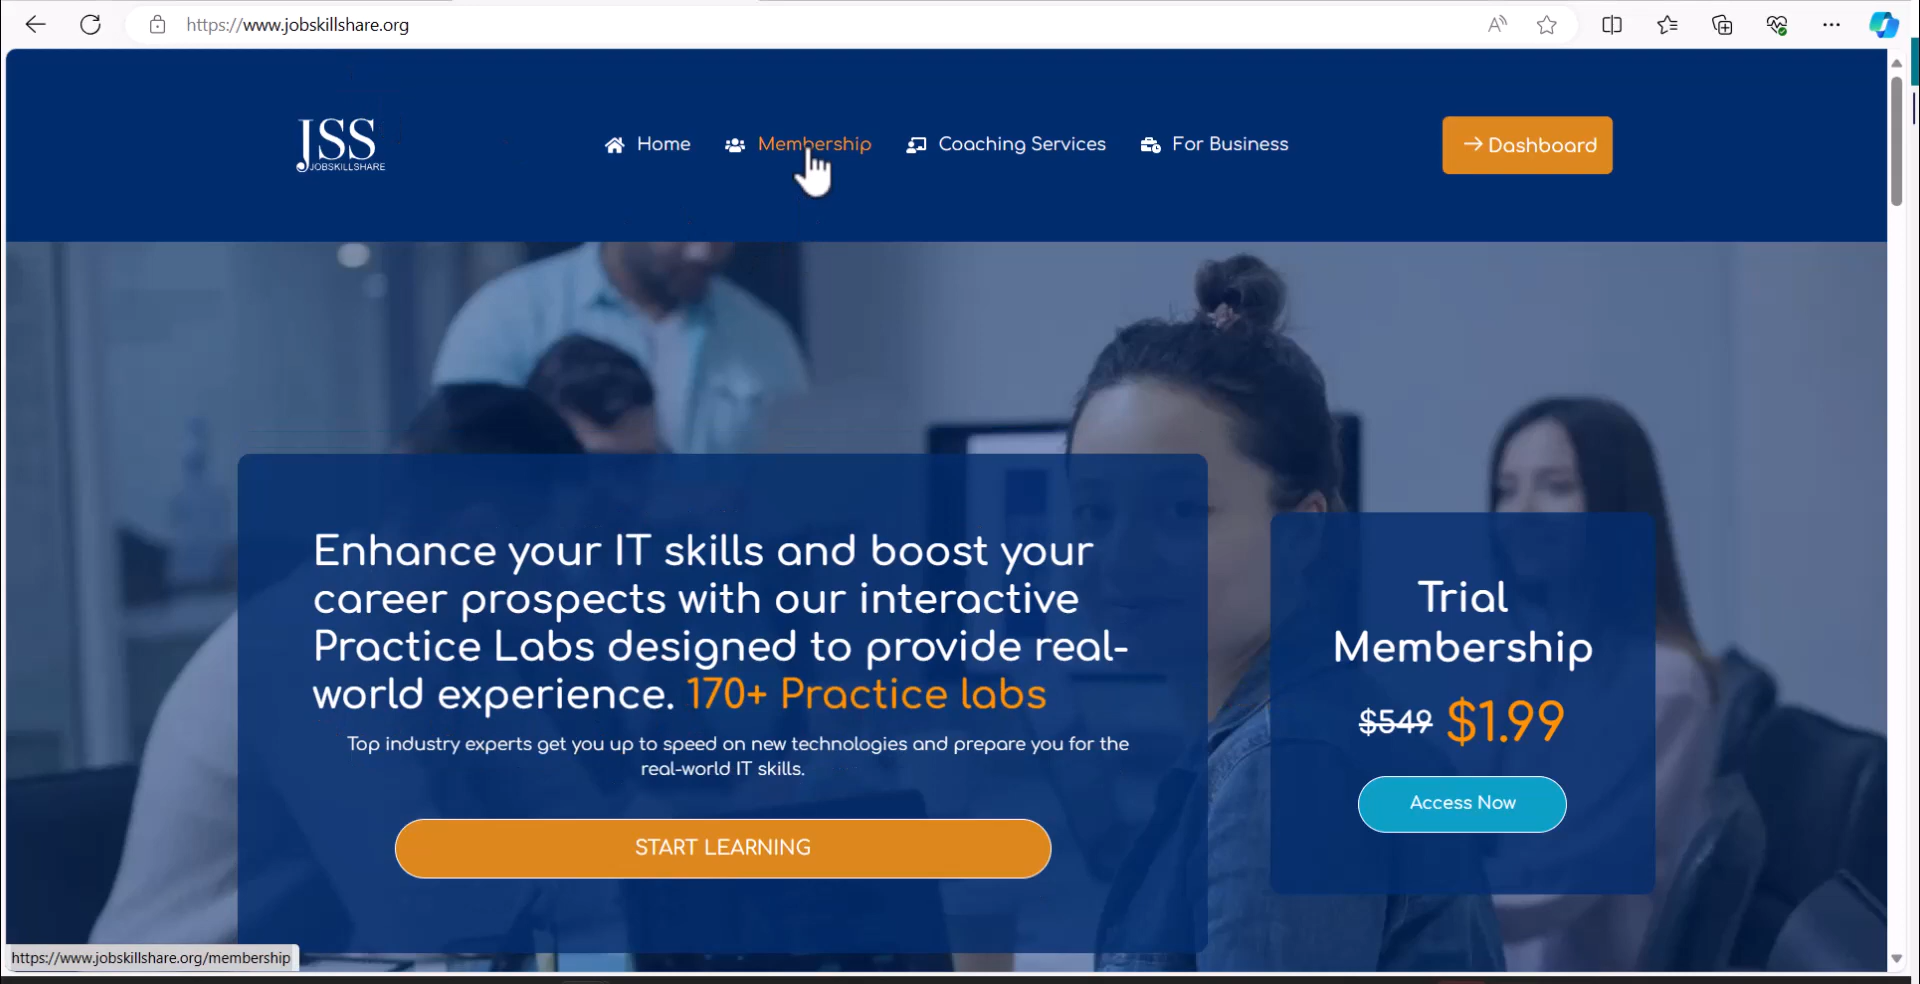 https://www.jobskillshare.org
JSS
JOBSKILLSHARE
Home
Membership
Coaching Services
For Business
Dashboard
Enhance your IT skills and boost your
career prospects with our interactive
Practice Labs designed to provide real-
world experience. 170+ Practice labs
Top industry experts get you up to speed on new technologies and prepare you for the
real-world IT skills.
START LEARNING
Trial
Membership
$549 $1.99
Access Now
https://www.jobskillshare.org/membership